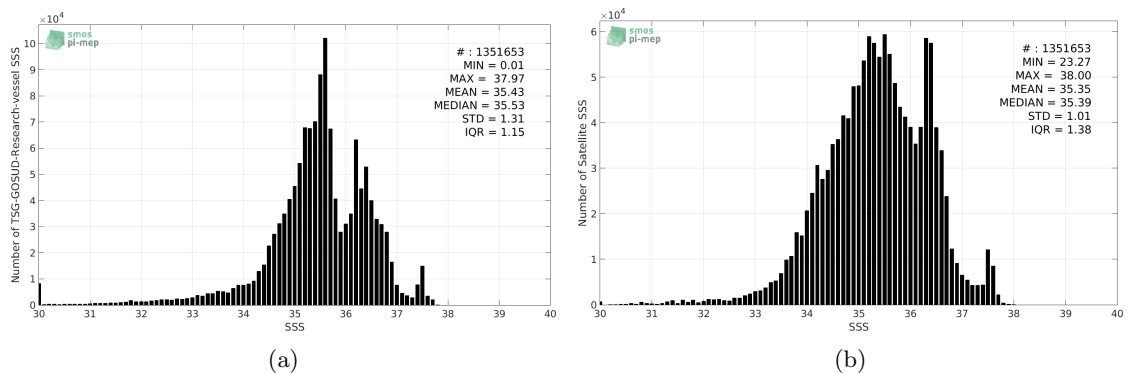 ×10⁴
smos
pi-mep
# : 1351653
MIN = 0.01
MAX = 37.97
MEAN = 35.43
MEDIAN = 35.53
STD = 1.31
IQR = 1.15
Number of TSG-GOSUD-Research-vessel SSS
10
9
8
7
6
5
4
3
2
1
0
30 31 32 33 34 35 36 37 38 39 40
SSS
(a)
×10⁴
smos
pi-mep
# : 1351653
MIN = 23.27
MAX = 38.00
MEAN = 35.35
MEDIAN = 35.39
STD = 1.01
IQR = 1.38
Number of Satellite SSS
6
5
4
3
2
1
0
30 31 32 33 34 35 36 37 38 39 40
SSS
(b)